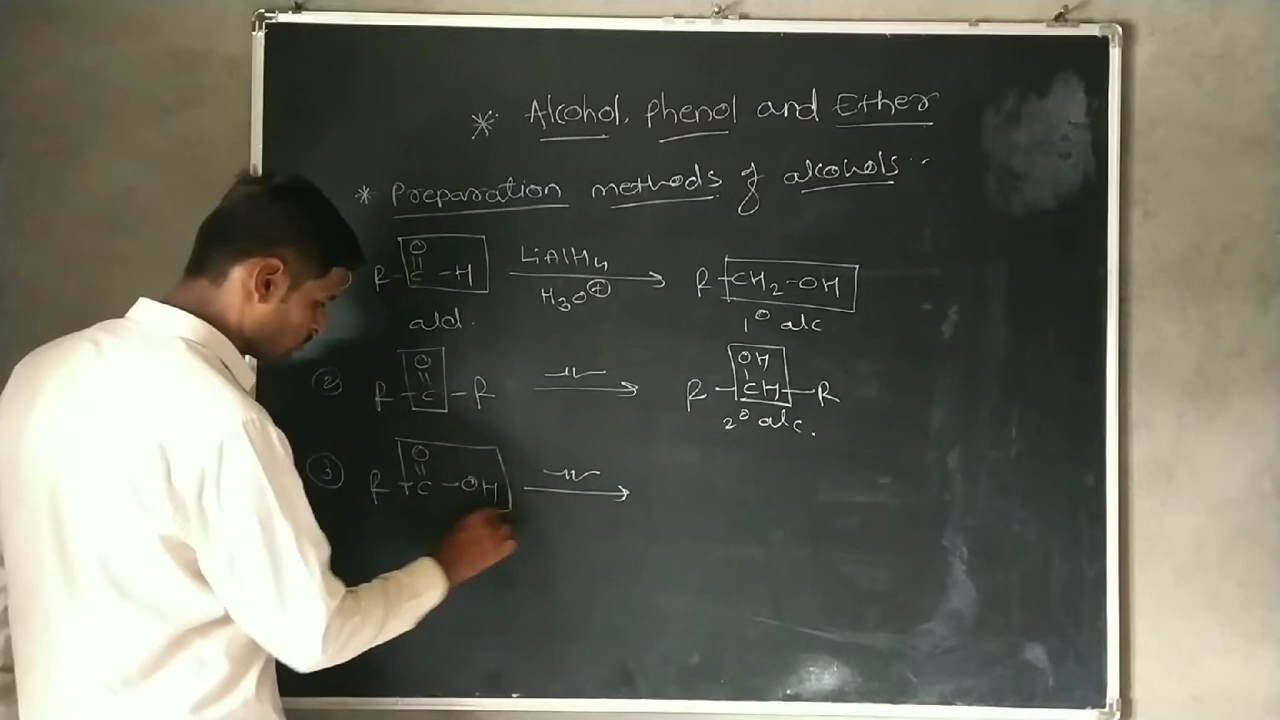 * Alcohol, phenol and Ether
* Preparation methods of alcohols..
O
R-C-H LiAlH4 R-CH2-OH
H3O+
ald. 1° alc
O OH
2) R-C-R -〃- R-CH-R
2° alc.
O
3) R-C-OH -〃-